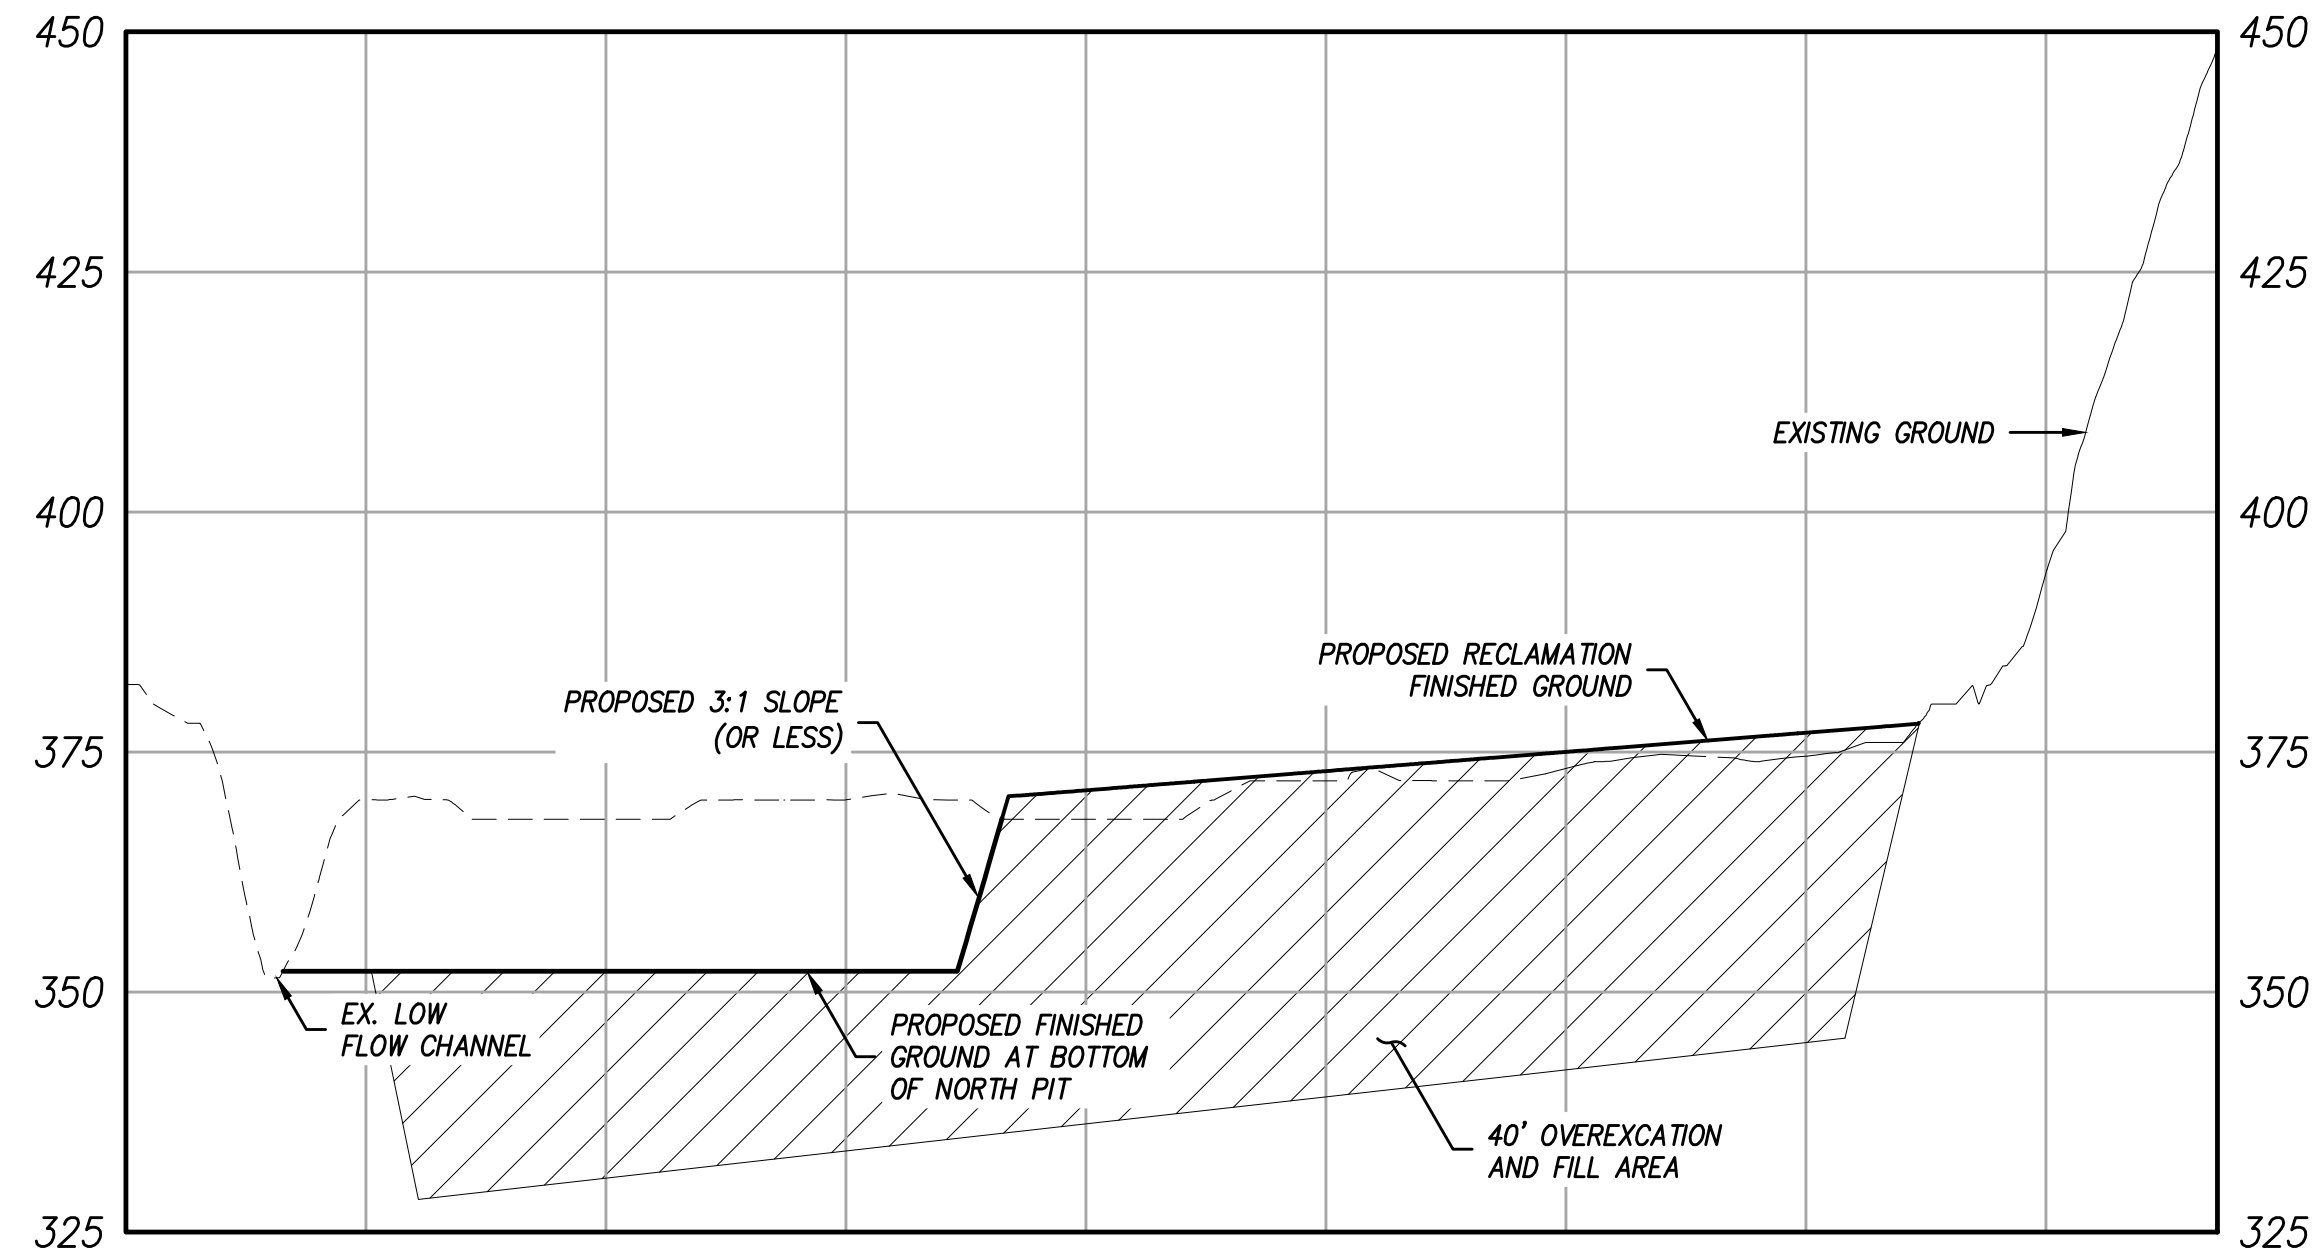 450
450
425
425
EXISTING GROUND
400
400
PROPOSED RECLAMATION
FINISHED GROUND
PROPOSED 3:1 SLOPE
(OR LESS)
375
375
350
350
EX. LOW
FLOW CHANNEL
PROPOSED FINISHED
GROUND AT BOTTOM
OF NORTH PIT
40' OVEREXCATION
AND FILL AREA
325
325